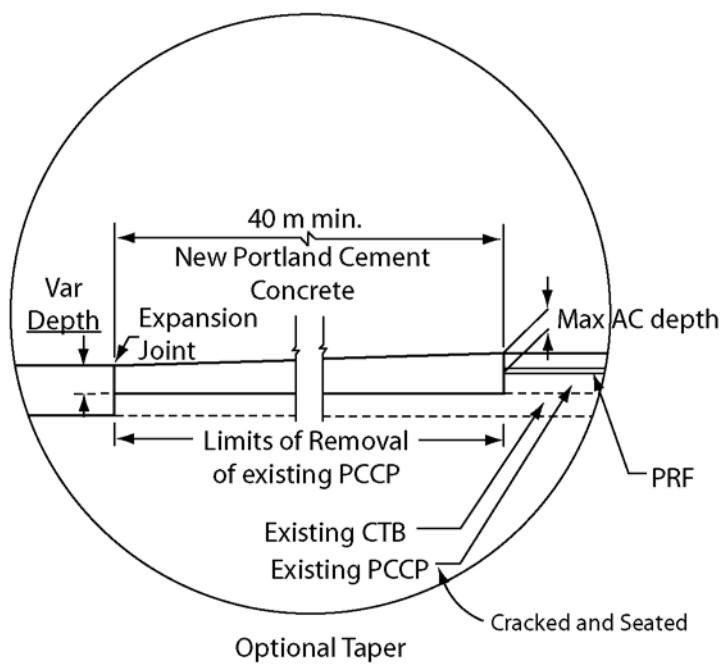 40 m min.
New Portland Cement
Concrete
Var
Depth
Expansion
Joint
Max AC depth
Limits of Removal
of existing PCCP
PRF
Existing CTB
Existing PCCP
Cracked and Seated
Optional Taper